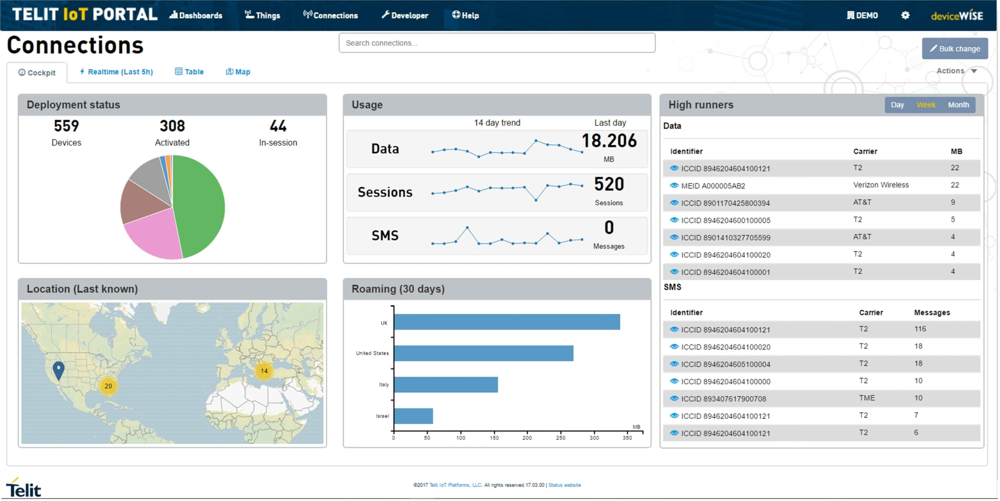 TELIT IoT PORTAL Dashboards Things Connections Developer Help DEMO deviceWISE
Connections
Search connections...
Bulk change
Cockpit Realtime (Last 5h) Table Map
Actions
Deployment status
559 308 44
Devices Activated In-session
Usage
14 day trend Last day
Data 18.206
MB
Sessions 520
Sessions
SMS 0
Messages
High runners Day Week Month
Data
Identifier Carrier MB
ICCID 8946204604100121 T2 22
MEID A000005AB2 Verizon Wireless 22
ICCID 8901170425800394 AT&T 9
ICCID 8946204600100005 T2 5
ICCID 8901410327705599 AT&T 4
ICCID 8946204604100020 T2 4
ICCID 8946204604100001 T2 4
SMS
Identifier Carrier Messages
ICCID 8946204604100121 T2 116
ICCID 8946204604100020 T2 18
ICCID 8946204605100004 T2 18
ICCID 8946204604100000 T2 10
ICCID 893407617900708 TME 10
ICCID 8946204604100121 T2 7
ICCID 8946204604100121 T2 6
Location (Last known)
14
20
Roaming (30 days)
UK
United States
Italy
Israel
MB
0 50 100 150 200 250 300 350
Telit
©2017 Telit IoT Platforms, LLC. All rights reserved.17.03.00 | Status website